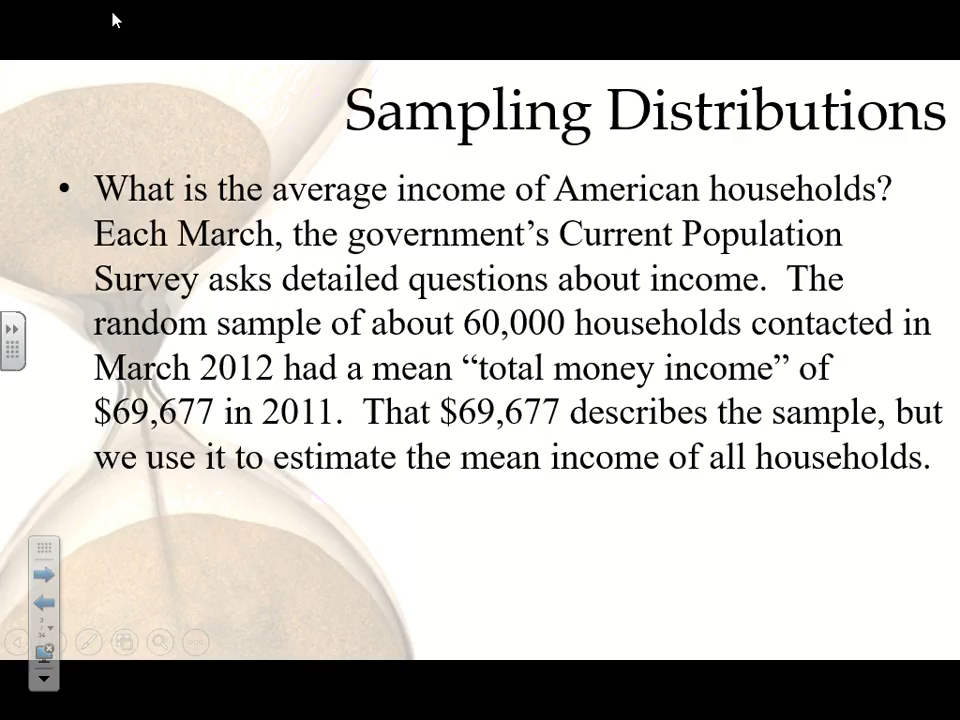 Sampling Distributions
• What is the average income of American households?
Each March, the government’s Current Population
Survey asks detailed questions about income.  The
random sample of about 60,000 households contacted in
March 2012 had a mean “total money income” of
$69,677 in 2011.  That $69,677 describes the sample, but
we use it to estimate the mean income of all households.
3
/
34